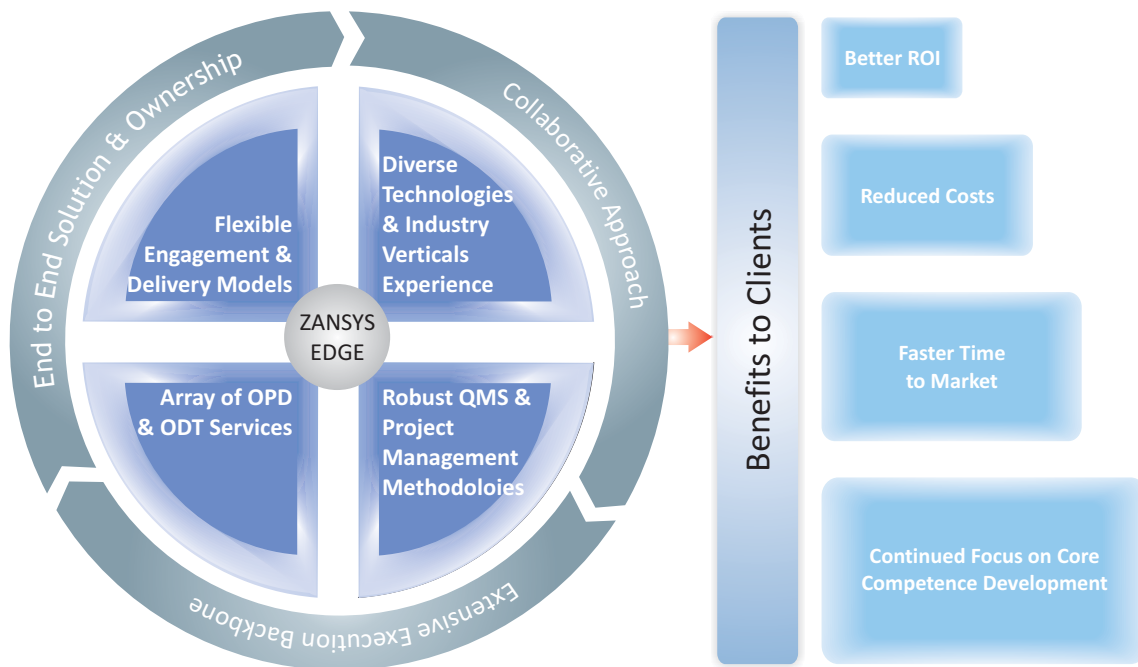 End to End Solution & Ownership
Collaborative Approach
Extensive Execution Backbone
Flexible
Engagement &
Delivery Models
Diverse
Technologies
& Industry
Verticals
Experience
ZANSYS
EDGE
Array of OPD
& ODT Services
Robust QMS &
Project
Management
Methodoloies
Benefits to Clients
Better ROI
Reduced Costs
Faster Time
to Market
Continued Focus on Core
Competence Development